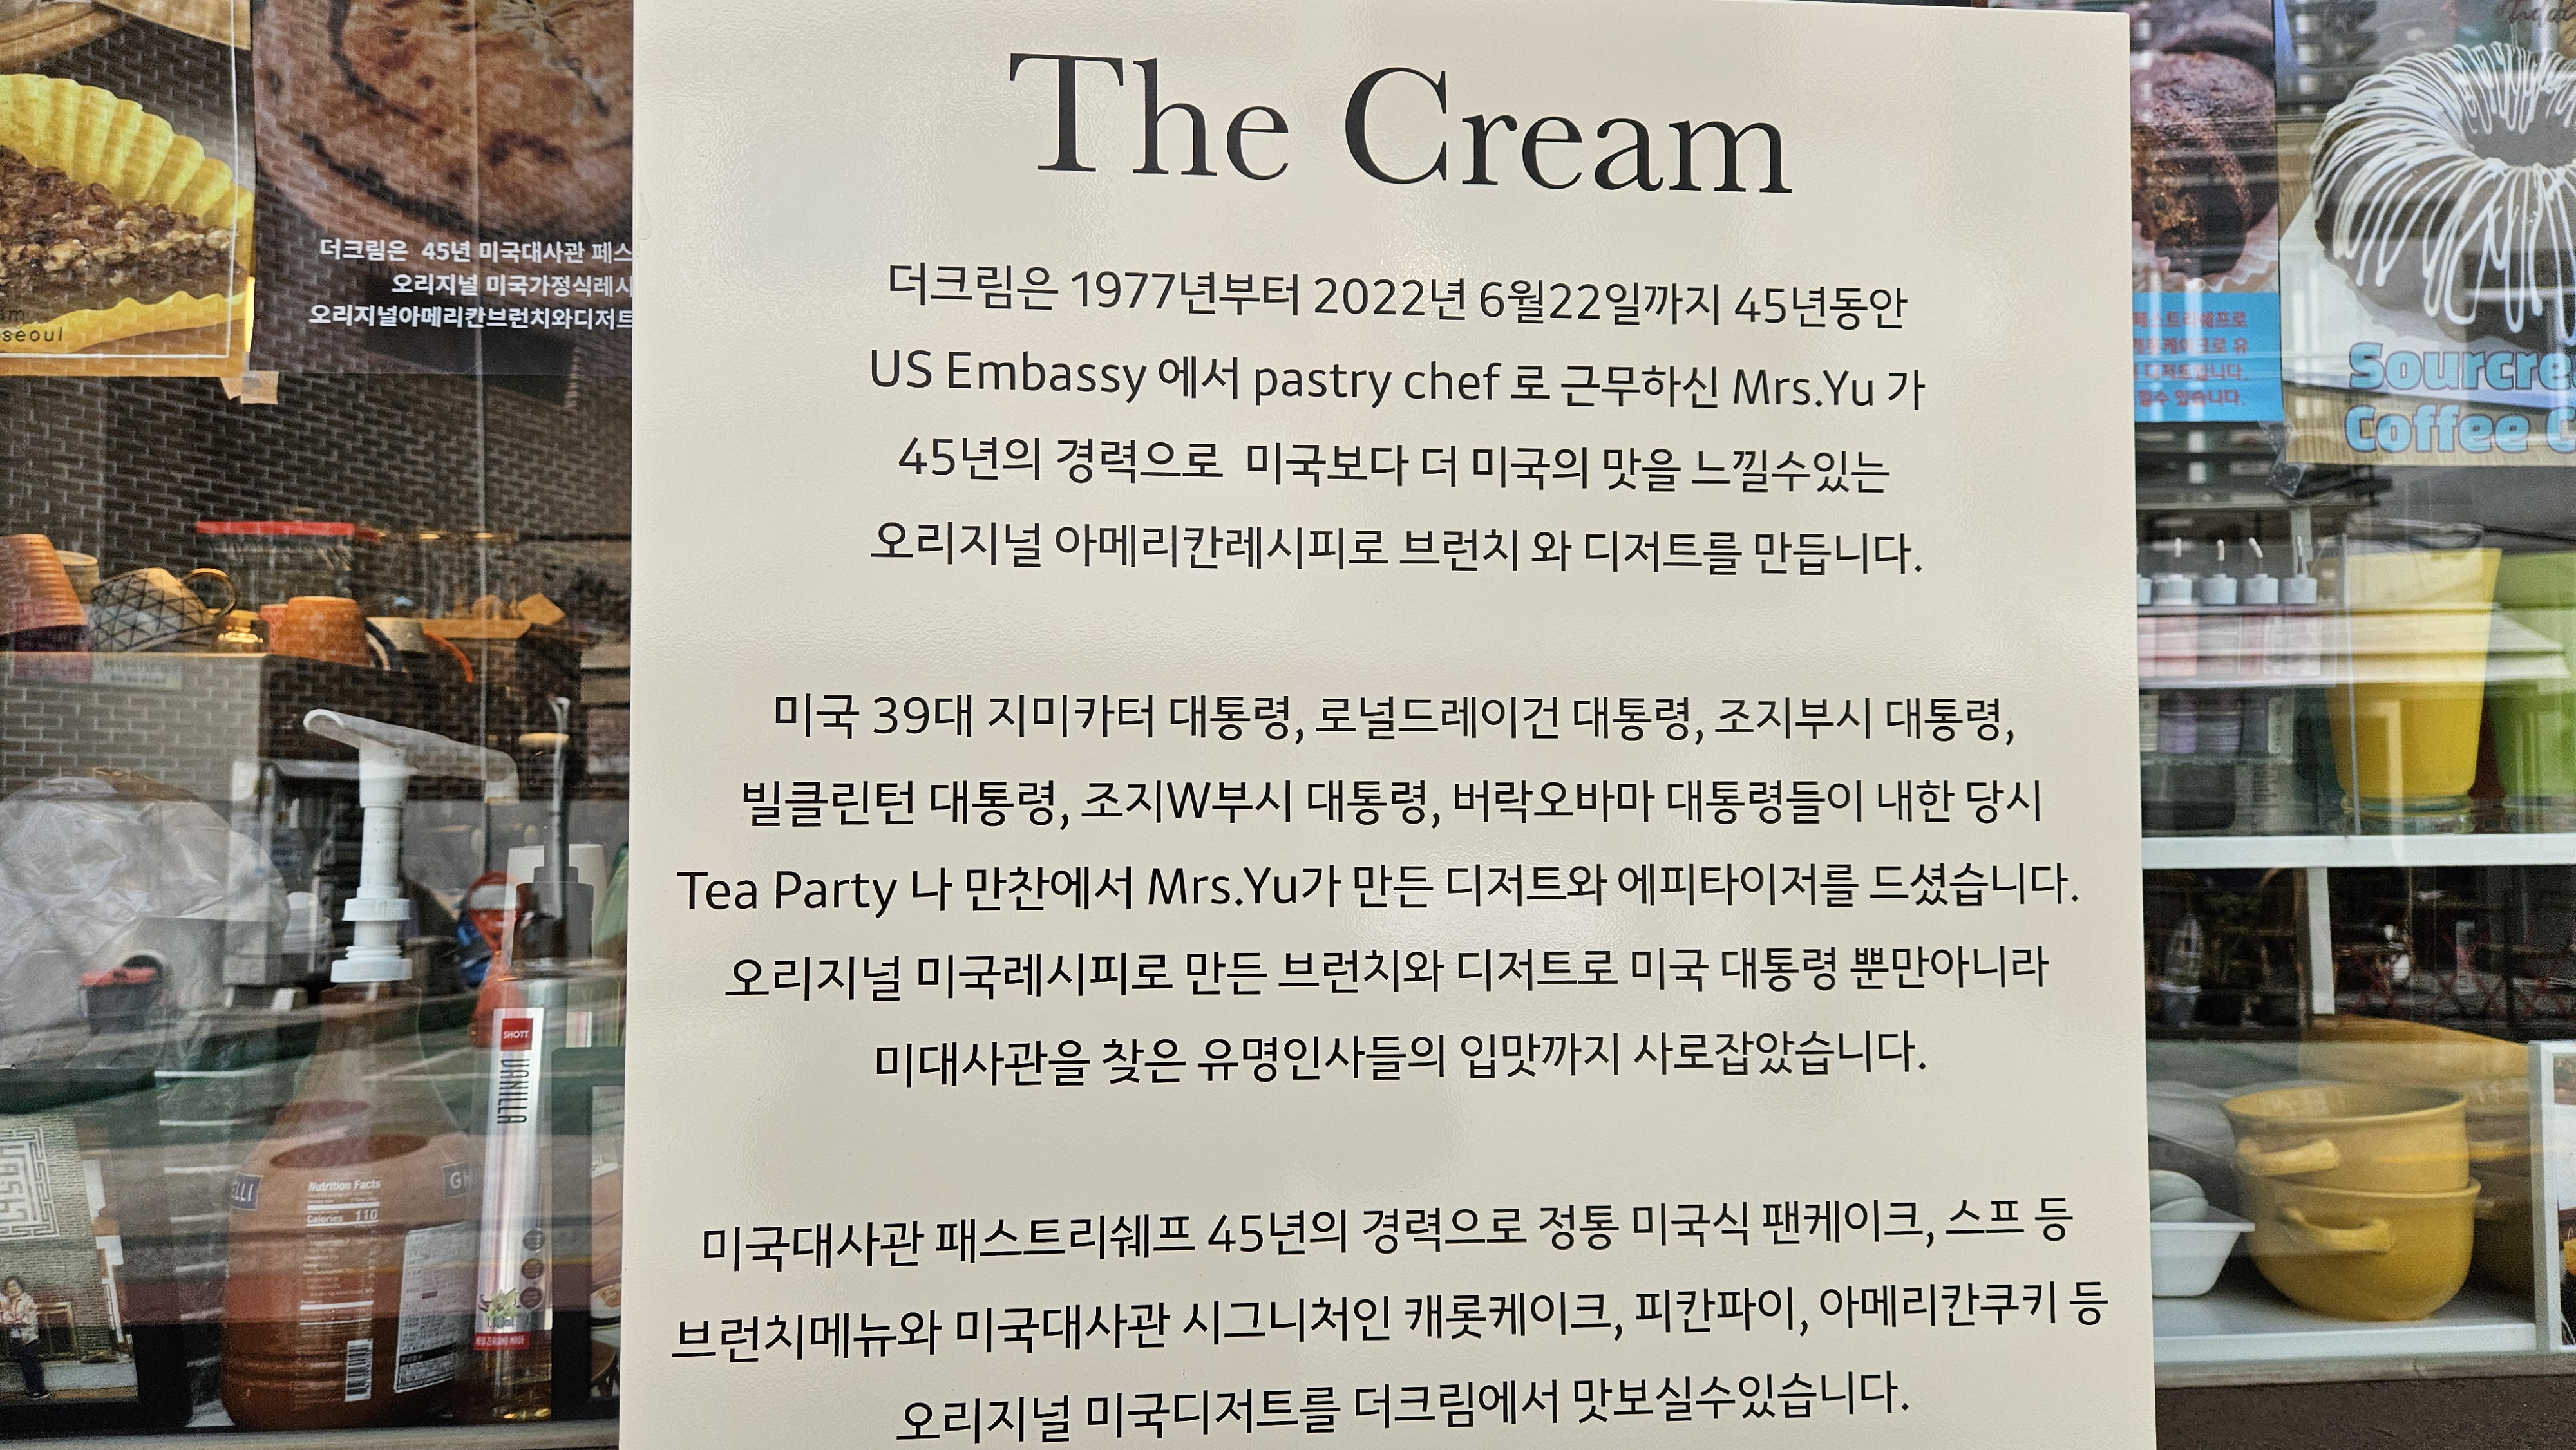 The Cream
더크림은 1977년부터 2022년 6월22일까지 45년동안
US Embassy 에서 pastry chef 로 근무하신 Mrs.Yu 가
45년의 경력으로 미국보다 더 미국의 맛을 느낄수있는
오리지널 아메리칸레시피로 브런치 와 디저트를 만듭니다.
미국 39대 지미카터 대통령, 로널드레이건 대통령, 조지부시 대통령,
빌클린턴 대통령, 조지W부시 대통령, 버락오바마 대통령들이 내한 당시
Tea Party 나 만찬에서 Mrs.Yu가 만든 디저트와 에피타이저를 드셨습니다.
오리지널 미국레시피로 만든 브런치와 디저트로 미국 대통령 뿐만아니라
미대사관을 찾은 유명인사들의 입맛까지 사로잡았습니다.
미국대사관 패스트리쉐프 45년의 경력으로 정통 미국식 팬케이크, 스프 등
브런치메뉴와 미국대사관 시그니처인 캐롯케이크, 피칸파이, 아메리칸쿠키 등
오리지널 미국디저트를 더크림에서 맛보실수있습니다.
더크림은 45년 미국대사관 페스
오리지널 미국가정식레시
오리지널아메리칸브런치와디저트
seoul
Sourcre
Coffee C
SHOTT
VANILLA
NEW ZEALAND MADE
Nutrition Facts
Calories 110
ELLI
GH